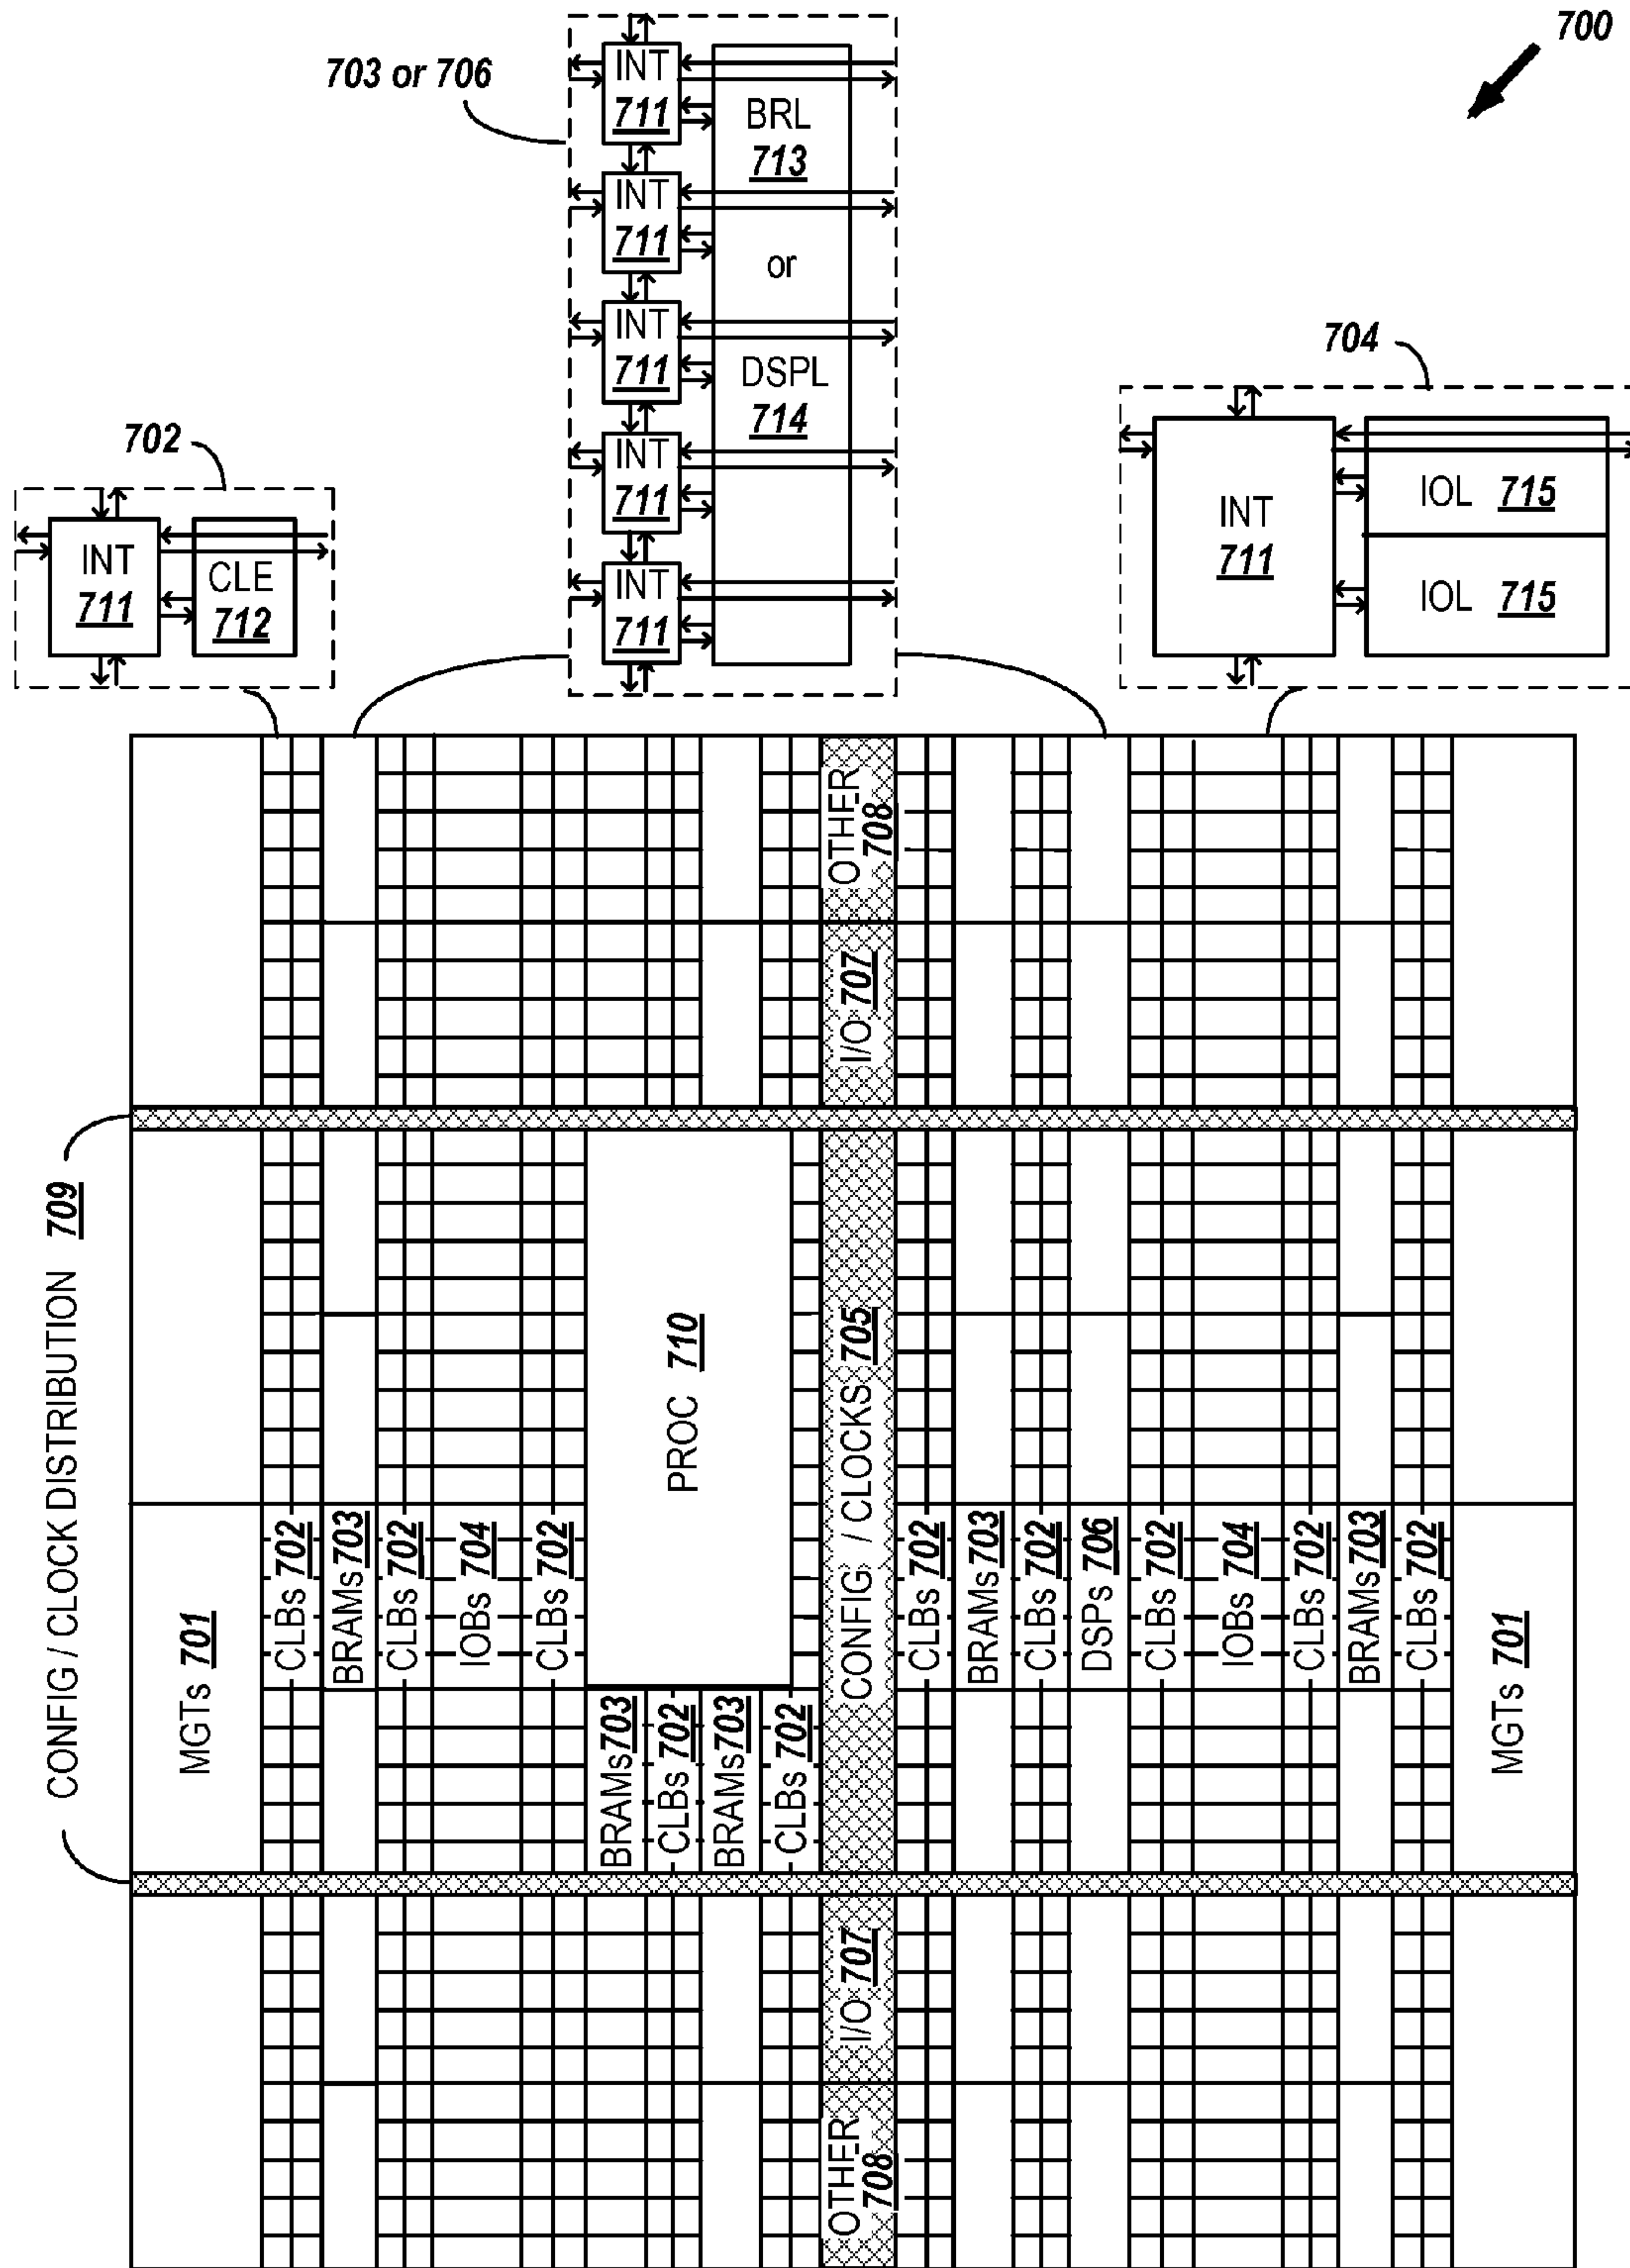 700
703 or 706
INT
711
BRL
713
INT
711
or
INT
711
DSPL
714
INT
711
INT
711
704
INT
711
IOL 715
IOL 715
702
INT
711
CLE
712
OTHER
708
I/O 707
CONFIG / CLOCK DISTRIBUTION 709
MGTs 701
CLBs 702
BRAMs 703
CLBs 702
IOBs 704
CLBs 702
PROC 710
BRAMs 703
CLBs 702
BRAMs 703
CLBs 702
CONFIG / CLOCKS 705
CLBs 702
BRAMs 703
CLBs 702
DSPs 706
CLBs 702
IOBs 704
CLBs 702
BRAMs 703
CLBs 702
MGTs 701
I/O 707
OTHER
708